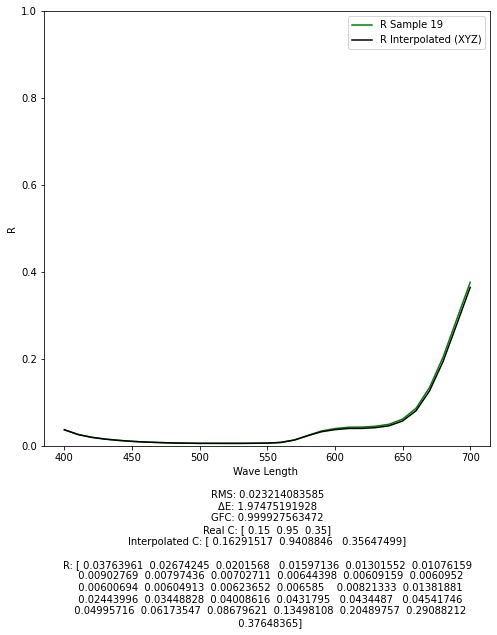 1.0
0.8
0.6
0.4
0.2
0.0
R
R Sample 19
R Interpolated (XYZ)
400 450 500 550 600 650 700
Wave Length
RMS: 0.023214083585
ΔE: 1.97475191928
GFC: 0.999927563472
Real C: [ 0.15 0.95 0.35]
Interpolated C: [ 0.16291517 0.9408846 0.35647499]
R: [ 0.03763961 0.02674245 0.0201568 0.01597136 0.01301552 0.01076159
0.00902769 0.00797436 0.00702711 0.00644398 0.00609159 0.0060952
0.00600694 0.00604913 0.00623652 0.006585 0.00821333 0.01381881
0.02443996 0.03448828 0.04008616 0.0431795 0.0434487 0.04541746
0.04995716 0.06173547 0.08679621 0.13498108 0.20489757 0.29088212
0.37648365]